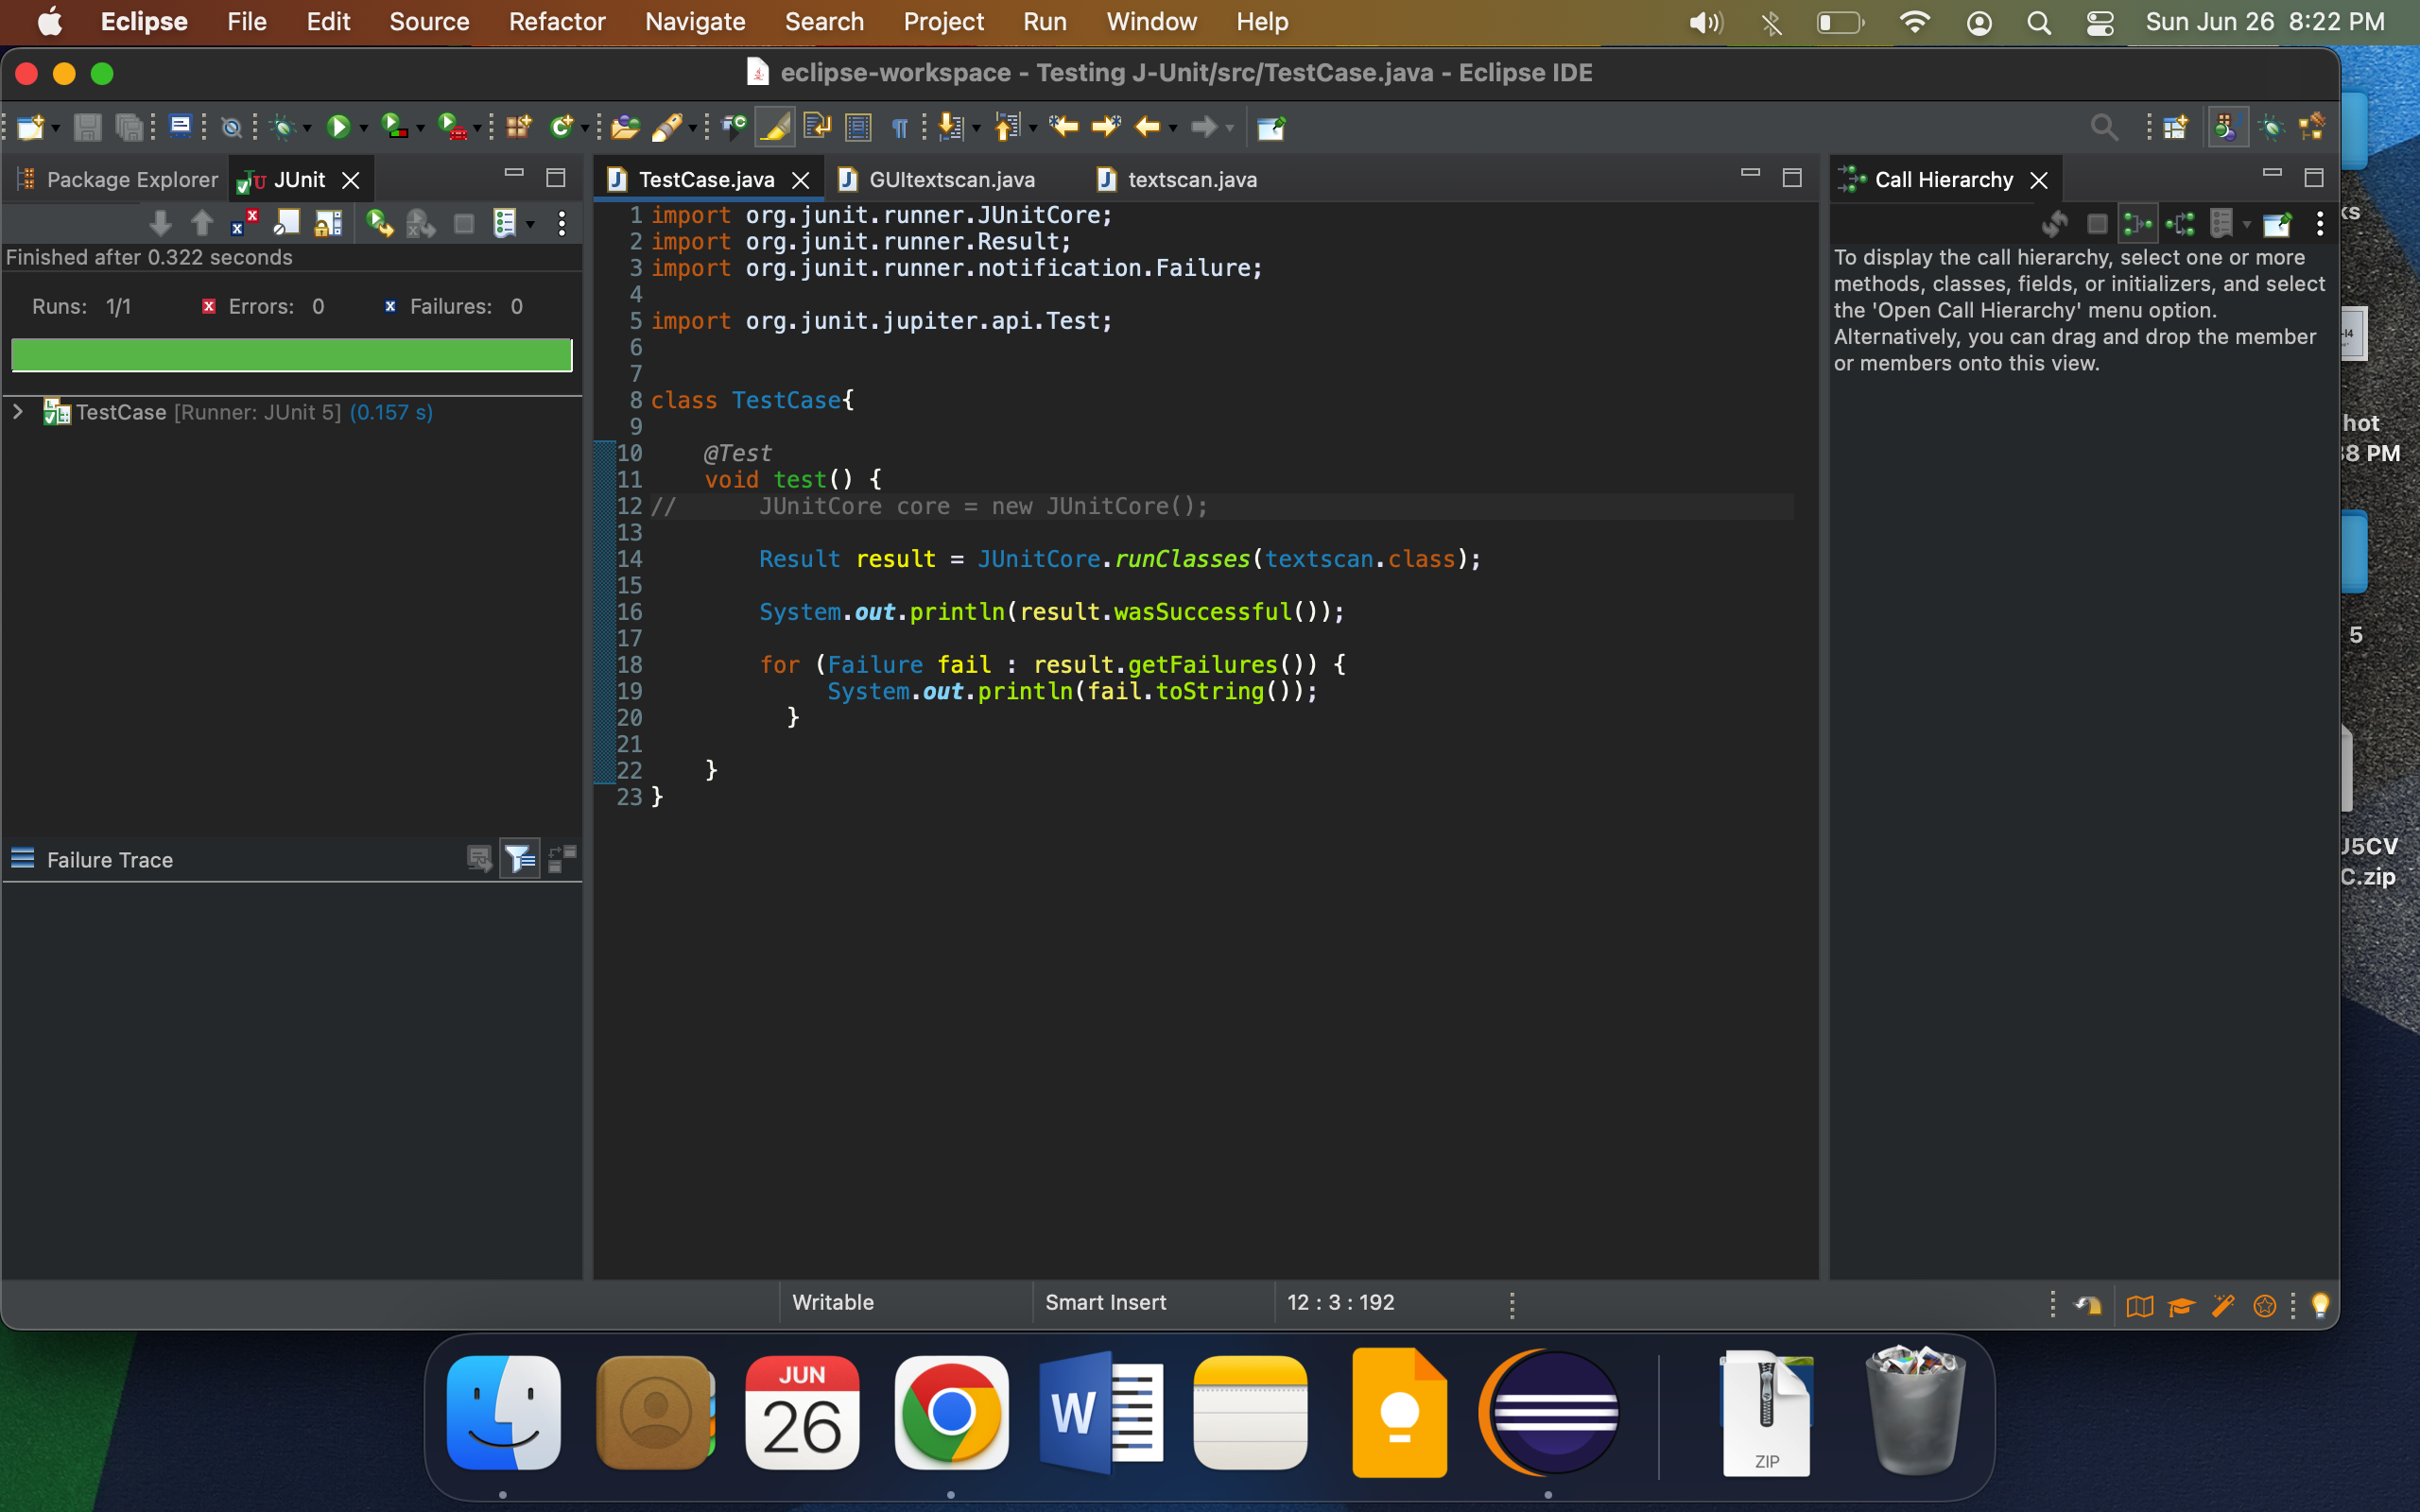 Eclipse File Edit Source Refactor Navigate Search Project Run Window Help Sun Jun 26 8:22 PM
eclipse-workspace - Testing J-Unit/src/TestCase.java - Eclipse IDE
Package Explorer JUnit
TestCase.java GUItextscan.java textscan.java
Call Hierarchy
Finished after 0.322 seconds
Runs: 1/1 Errors: 0 Failures: 0
TestCase [Runner: JUnit 5] (0.157 s)
Failure Trace
1 import org.junit.runner.JUnitCore;
2 import org.junit.runner.Result;
3 import org.junit.runner.notification.Failure;
4
5 import org.junit.jupiter.api.Test;
6
7
8 class TestCase{
9
10 @Test
11 void test() {
12 // JUnitCore core = new JUnitCore();
13
14 Result result = JUnitCore.runClasses(textscan.class);
15
16 System.out.println(result.wasSuccessful());
17
18 for (Failure fail : result.getFailures()) {
19 System.out.println(fail.toString());
20 }
21
22 }
23 }
To display the call hierarchy, select one or more
methods, classes, fields, or initializers, and select
the 'Open Call Hierarchy' menu option.
Alternatively, you can drag and drop the member
or members onto this view.
ks
hot
38 PM
5
J5CV
C.zip
Writable Smart Insert 12 : 3 : 192
JUN
26
W
ZIP